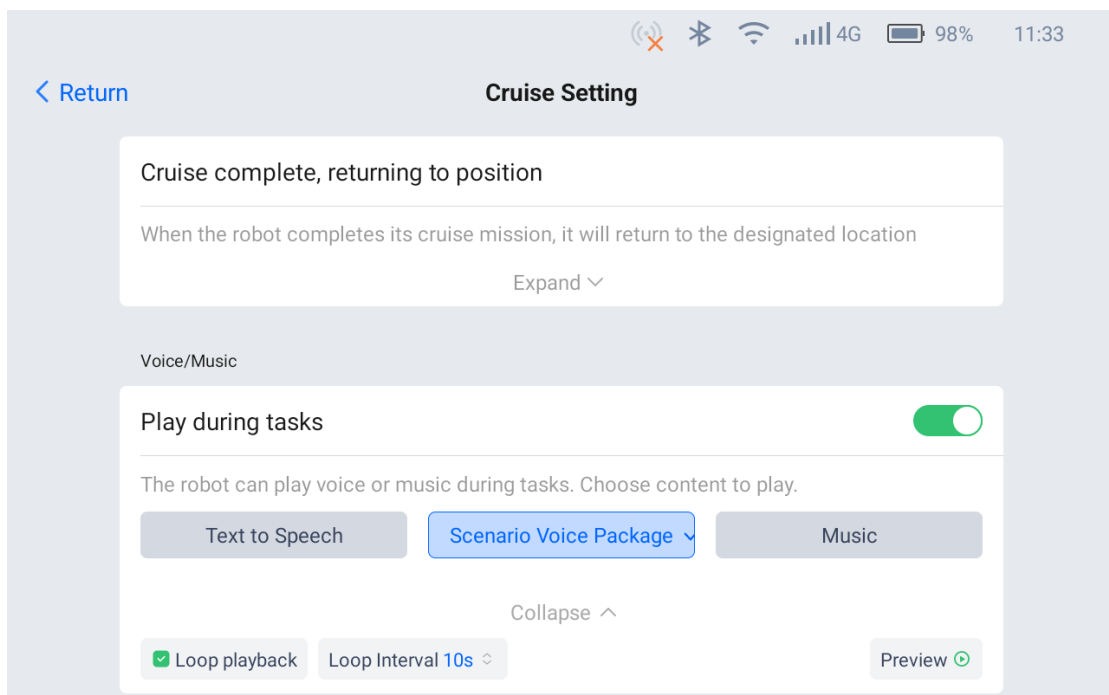 4G 98% 11:33
Return Cruise Setting
Cruise complete, returning to position
When the robot completes its cruise mission, it will return to the designated location
Expand
Voice/Music
Play during tasks
The robot can play voice or music during tasks. Choose content to play.
Text to Speech Scenario Voice Package Music
Collapse
Loop playback Loop Interval 10s Preview